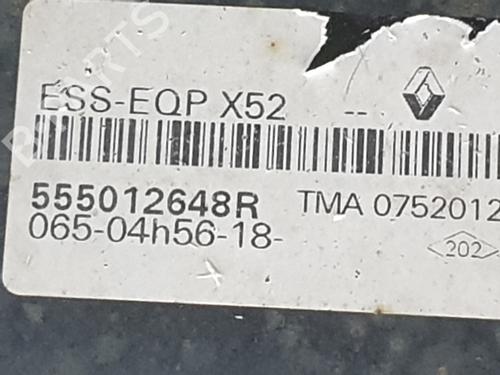 ESS-EQP X52 --
555012648R TMA 0752012
065-04h56-18-
202